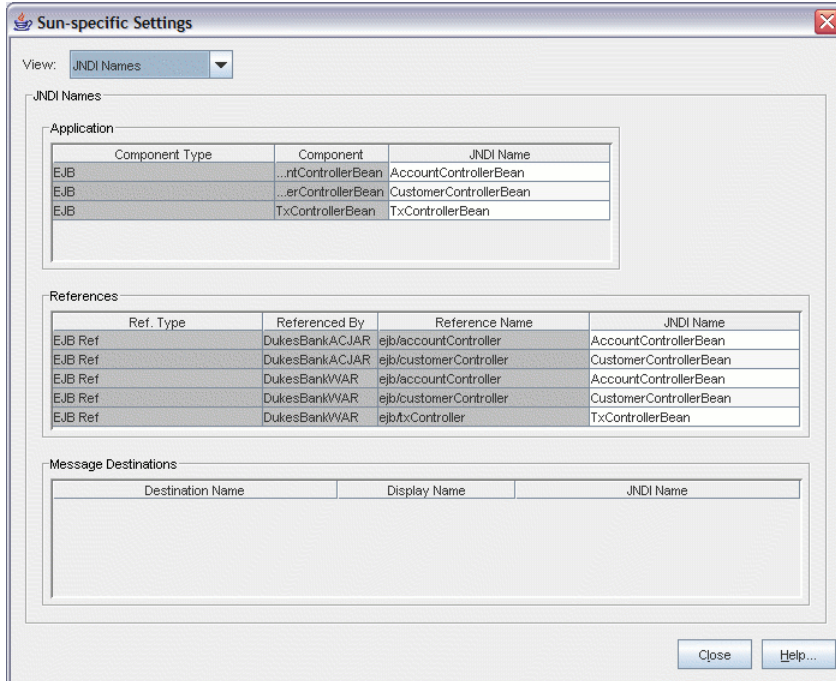 Sun-specific Settings
View: JNDI Names
JNDI Names
Application
Component Type Component JNDI Name
EJB ...ntControllerBean AccountControllerBean
EJB ...erControllerBean CustomerControllerBean
EJB TxControllerBean TxControllerBean
References
Ref. Type Referenced By Reference Name JNDI Name
EJB Ref DukesBankACJAR ejb/accountController AccountControllerBean
EJB Ref DukesBankACJAR ejb/customerController CustomerControllerBean
EJB Ref DukesBankWAR ejb/accountController AccountControllerBean
EJB Ref DukesBankWAR ejb/customerController CustomerControllerBean
EJB Ref DukesBankWAR ejb/txController TxControllerBean
Message Destinations
Destination Name Display Name JNDI Name
Close Help...